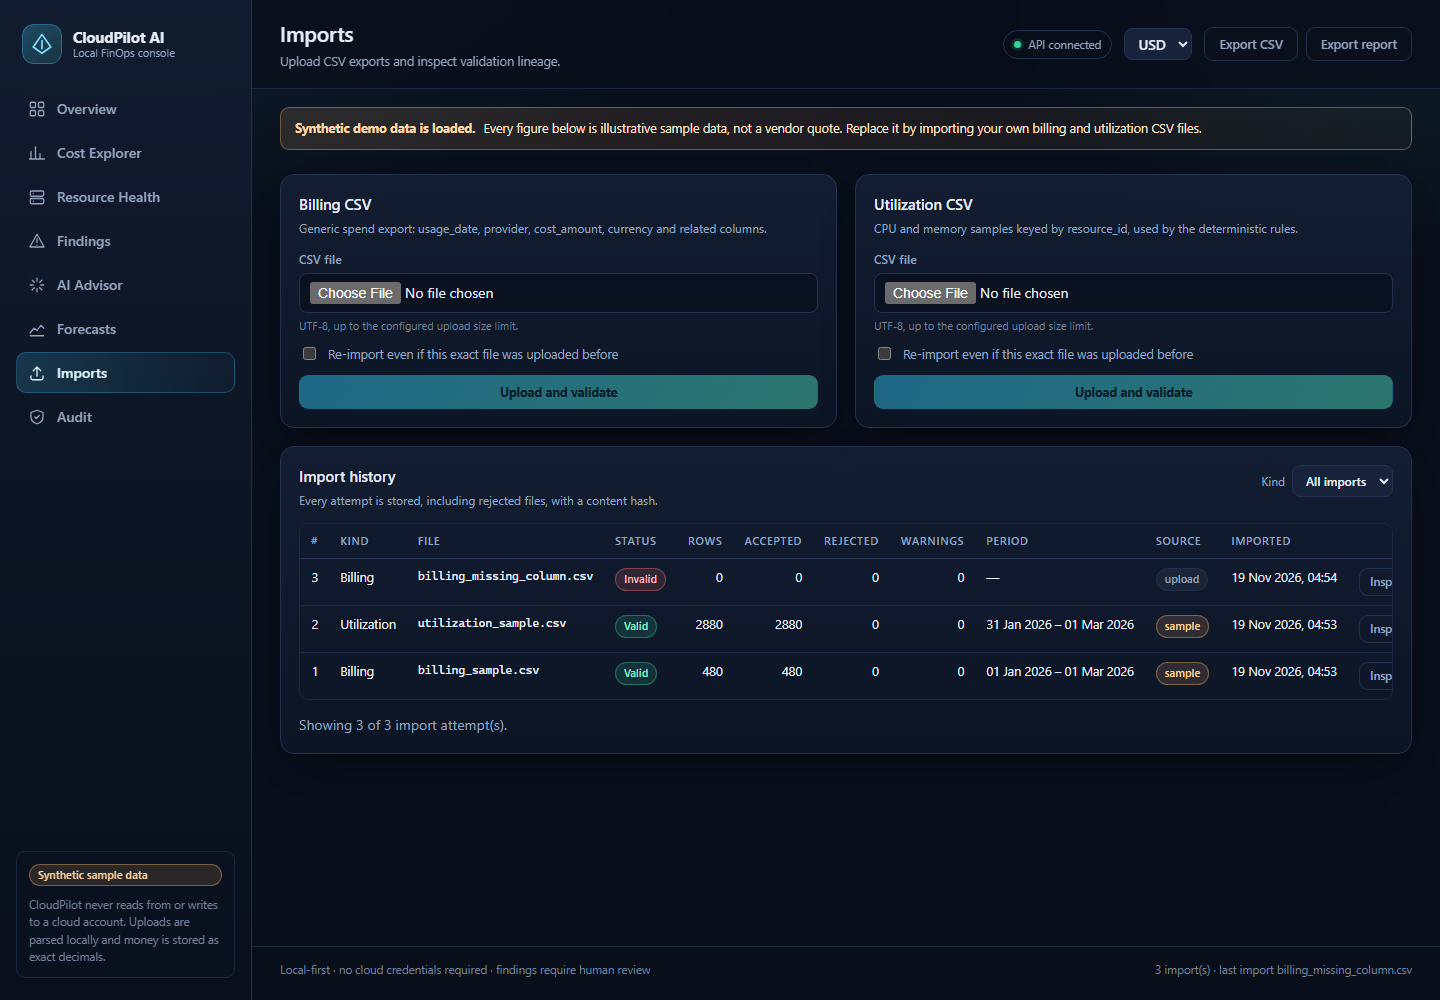 CloudPilot AI
Local FinOps console
Overview
Cost Explorer
Resource Health
Findings
AI Advisor
Forecasts
Imports
Audit
Synthetic sample data
CloudPilot never reads from or writes
to a cloud account. Uploads are
parsed locally and money is stored as
exact decimals.
Imports
Upload CSV exports and inspect validation lineage.
API connected
USD
Export CSV
Export report
Synthetic demo data is loaded. Every figure below is illustrative sample data, not a vendor quote. Replace it by importing your own billing and utilization CSV files.
Billing CSV
Generic spend export: usage_date, provider, cost_amount, currency and related columns.
CSV file
Choose File No file chosen
UTF-8, up to the configured upload size limit.
Re-import even if this exact file was uploaded before
Upload and validate
Utilization CSV
CPU and memory samples keyed by resource_id, used by the deterministic rules.
CSV file
Choose File No file chosen
UTF-8, up to the configured upload size limit.
Re-import even if this exact file was uploaded before
Upload and validate
Import history
Every attempt is stored, including rejected files, with a content hash.
Kind All imports
# KIND FILE STATUS ROWS ACCEPTED REJECTED WARNINGS PERIOD SOURCE IMPORTED
3 Billing billing_missing_column.csv Invalid 0 0 0 0 — upload 19 Nov 2026, 04:54 Insp
2 Utilization utilization_sample.csv Valid 2880 2880 0 0 31 Jan 2026 – 01 Mar 2026 sample 19 Nov 2026, 04:53 Insp
1 Billing billing_sample.csv Valid 480 480 0 0 01 Jan 2026 – 01 Mar 2026 sample 19 Nov 2026, 04:53 Insp
Showing 3 of 3 import attempt(s).
Local-first · no cloud credentials required · findings require human review
3 import(s) · last import billing_missing_column.csv